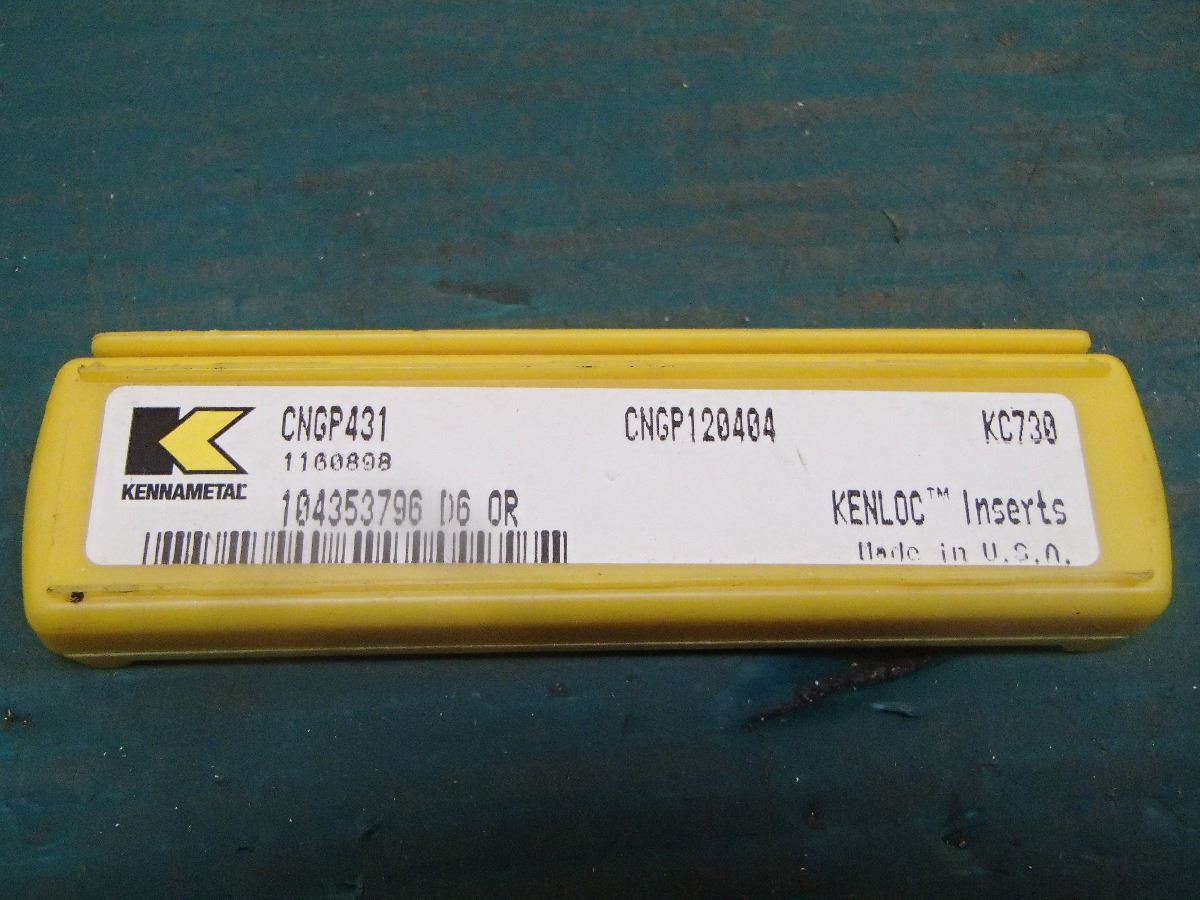 CNGP431 CNGP120404 KC730
1160898
KENNAMETAL
104353796 D6 OR KENLOC™ Inserts
Made in U.S.A.